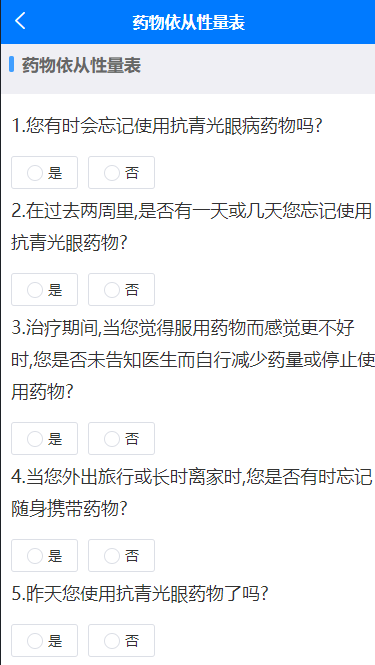 药物依从性量表
药物依从性量表
1.您有时会忘记使用抗青光眼病药物吗?
是 否
2.在过去两周里,是否有一天或几天您忘记使用
抗青光眼药物?
是 否
3.治疗期间,当您觉得服用药物而感觉更不好
时,您是否未告知医生而自行减少药量或停止使
用药物?
是 否
4.当您外出旅行或长时离家时,您是否有时忘记
随身携带药物?
是 否
5.昨天您使用抗青光眼药物了吗?
是 否